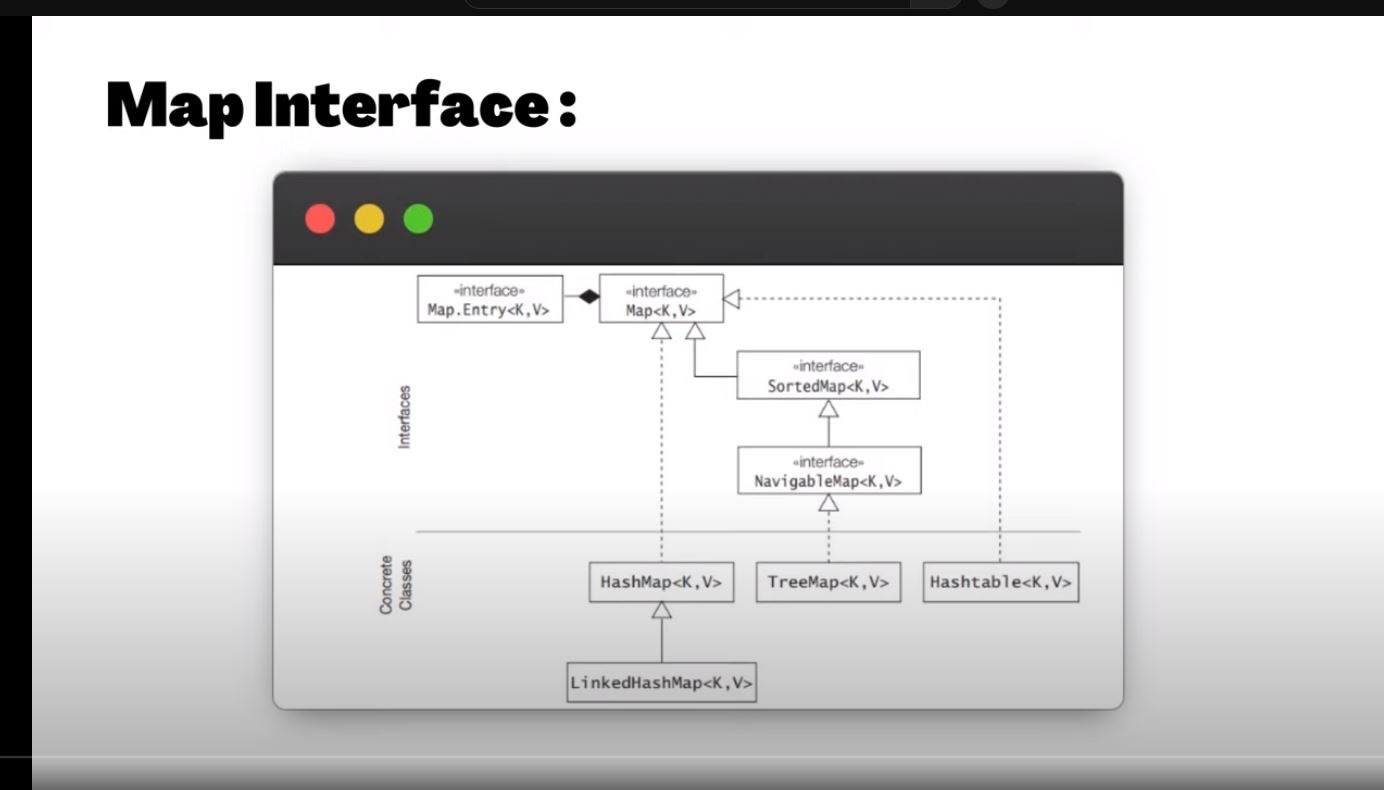 Map Interface:
«interface»
Map.Entry<K,V>
«interface»
Map<K,V>
«interface»
SortedMap<K,V>
Interfaces
«interface»
NavigableMap<K,V>
Concrete
Classes
HashMap<K,V>
TreeMap<K,V>
Hashtable<K,V>
LinkedHashMap<K,V>